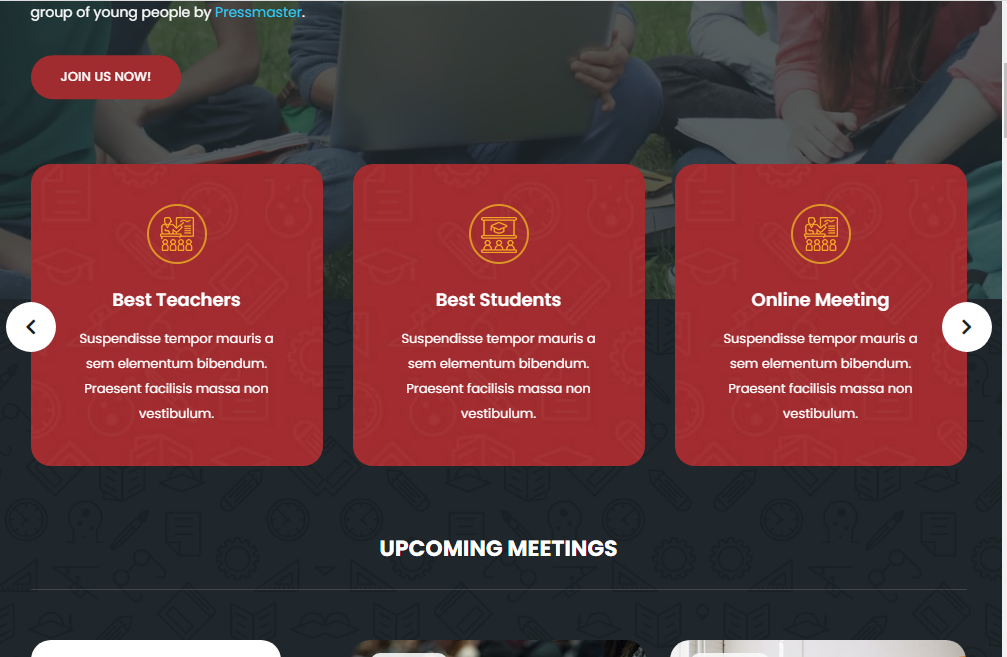 group of young people by Pressmaster.
JOIN US NOW!
Best Teachers
Suspendisse tempor mauris a
sem elementum bibendum.
Praesent facilisis massa non
vestibulum.
Best Students
Suspendisse tempor mauris a
sem elementum bibendum.
Praesent facilisis massa non
vestibulum.
Online Meeting
Suspendisse tempor mauris a
sem elementum bibendum.
Praesent facilisis massa non
vestibulum.
UPCOMING MEETINGS